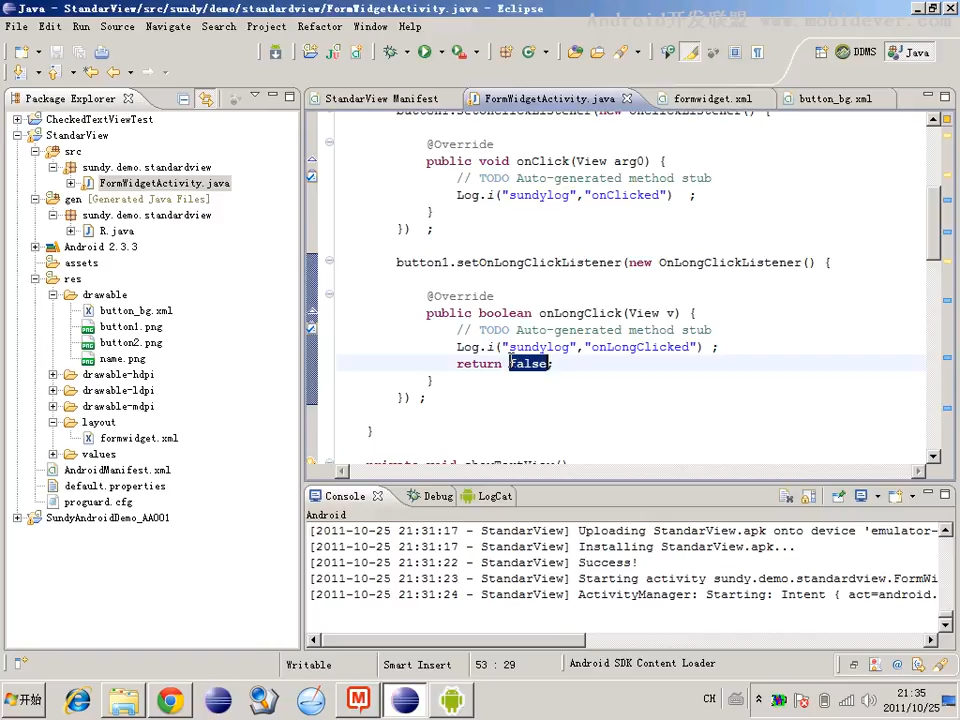 Java - StandarView/src/sundy/demo/standardview/FormWidgetActivity.java - Eclipse
Android开发联盟 www.mobidever.com
File Edit Run Source Navigate Search Project Refactor Window Help
DDMS Java
Package Explorer
StandarView Manifest FormWidgetActivity.java formwidget.xml button_bg.xml
CheckedTextViewTest
StandarView
src
sundy.demo.standardview
FormWidgetActivity.java
gen [Generated Java Files]
sundy.demo.standardview
R.java
Android 2.3.3
assets
res
drawable
button_bg.xml
button1.png
button2.png
name.png
drawable-hdpi
drawable-ldpi
drawable-mdpi
layout
formwidget.xml
values
AndroidManifest.xml
default.properties
proguard.cfg
SundyAndroidDemo_AA001
button1.setOnClickListener(new OnClickListener() {
@Override
public void onClick(View arg0) {
// TODO Auto-generated method stub
Log.i("sundylog","onClicked") ;
}
}) ;
button1.setOnLongClickListener(new OnLongClickListener() {
@Override
public boolean onLongClick(View v) {
// TODO Auto-generated method stub
Log.i("sundylog","onLongClicked") ;
return false;
}
}) ;
}
private void showTextView()
Console Debug LogCat
Android
[2011-10-25 21:31:17 - StandarView] Uploading StandarView.apk onto device 'emulator-
[2011-10-25 21:31:17 - StandarView] Installing StandarView.apk...
[2011-10-25 21:31:22 - StandarView] Success!
[2011-10-25 21:31:23 - StandarView] Starting activity sundy.demo.standardview.FormWi
[2011-10-25 21:31:24 - StandarView] ActivityManager: Starting: Intent { act=android.
Writable Smart Insert 53 : 29 Android SDK Content Loader
开始 CH 21:35
2011/10/25